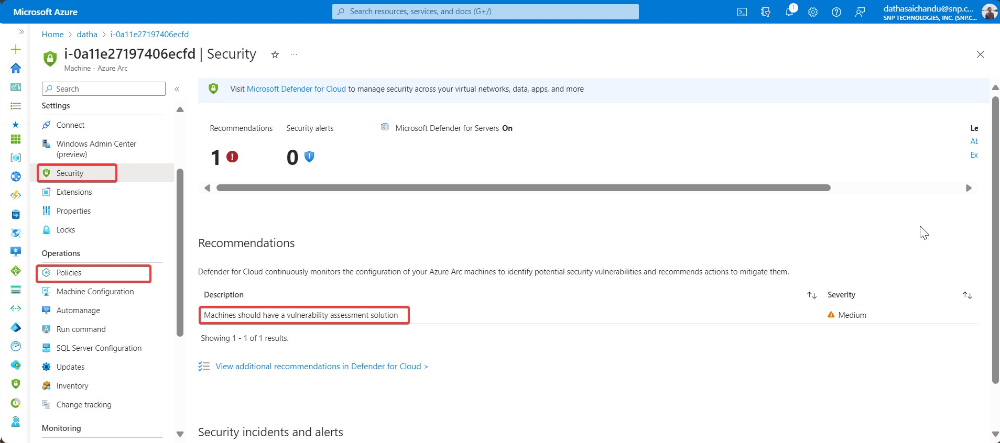 Microsoft Azure
Search resources, services, and docs (G+/)
1
dathasaichandu@snp.c...
SNP TECHNOLOGIES, INC. (SNP.C...
Home > datha > i-0a11e27197406ecfd
i-0a11e27197406ecfd | Security
Machine - Azure Arc
Search
Settings
Connect
Windows Admin Center
(preview)
Security
Extensions
Properties
Locks
Operations
Policies
Machine Configuration
Automanage
Run command
SQL Server Configuration
Updates
Inventory
Change tracking
Monitoring
Visit Microsoft Defender for Cloud to manage security across your virtual networks, data, apps, and more
Recommendations
1
Security alerts
0
Microsoft Defender for Servers On
Le
Ab
Ex
Recommendations
Defender for Cloud continuously monitors the configuration of your Azure Arc machines to identify potential security vulnerabilities and recommends actions to mitigate them.
Description Severity
Machines should have a vulnerability assessment solution Medium
Showing 1 - 1 of 1 results.
View additional recommendations in Defender for Cloud >
Security incidents and alerts